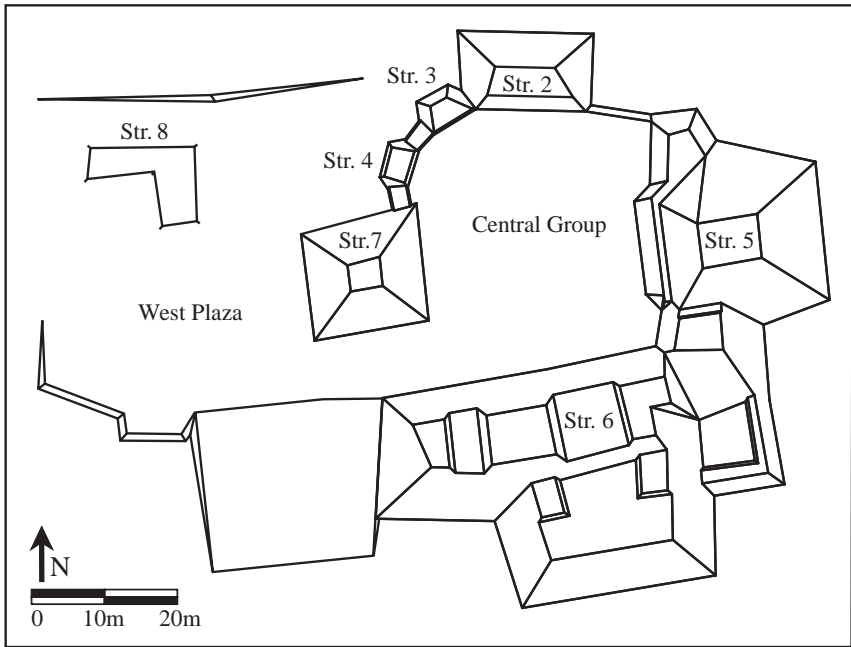 Str. 3
Str. 2
Str. 8
Str. 4
Central Group
Str.7
Str. 5
West Plaza
Str. 6
N
0 10m 20m